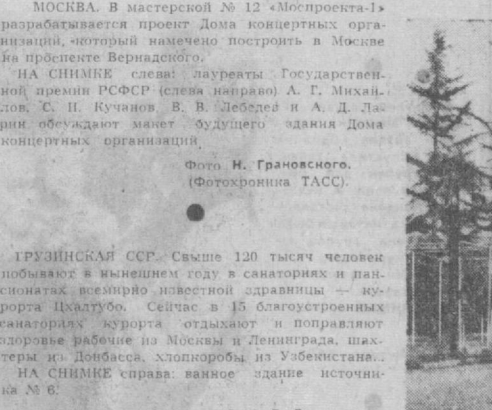 МОСКВА. В мастерской № 12 «Моспроекта-1»
разрабатывается проект Дома концертных орга-
низаций, который намечено построить в Москве
на проспекте Вернадского.
НА СНИМКЕ слева: лауреаты Государствен-
ной премии РСФСР (слева направо) А. Г. Михай-
лов, С. И. Кучанов, В. В. Лебедев и А. Д. Ла-
рин обсуждают макет будущего здания Дома
концертных организаций
Фото Н. Грановского.
(Фотохроника ТАСС).
ГРУЗИНСКАЯ ССР. Свыше 120 тысяч человек
побывают в нынешнем году в санаториях и пан-
сионатах всемирно известной здравницы — ку-
рорта Цхалтубо. Сейчас в 15 благоустроенных
санаториях курорта отдыхают и поправляют
здоровье рабочие из Москвы и Ленинграда, шах-
теры из Донбасса, хлопкоробы из Узбекистана...
НА СНИМКЕ справа: ванное здание источни-
ка № 6.